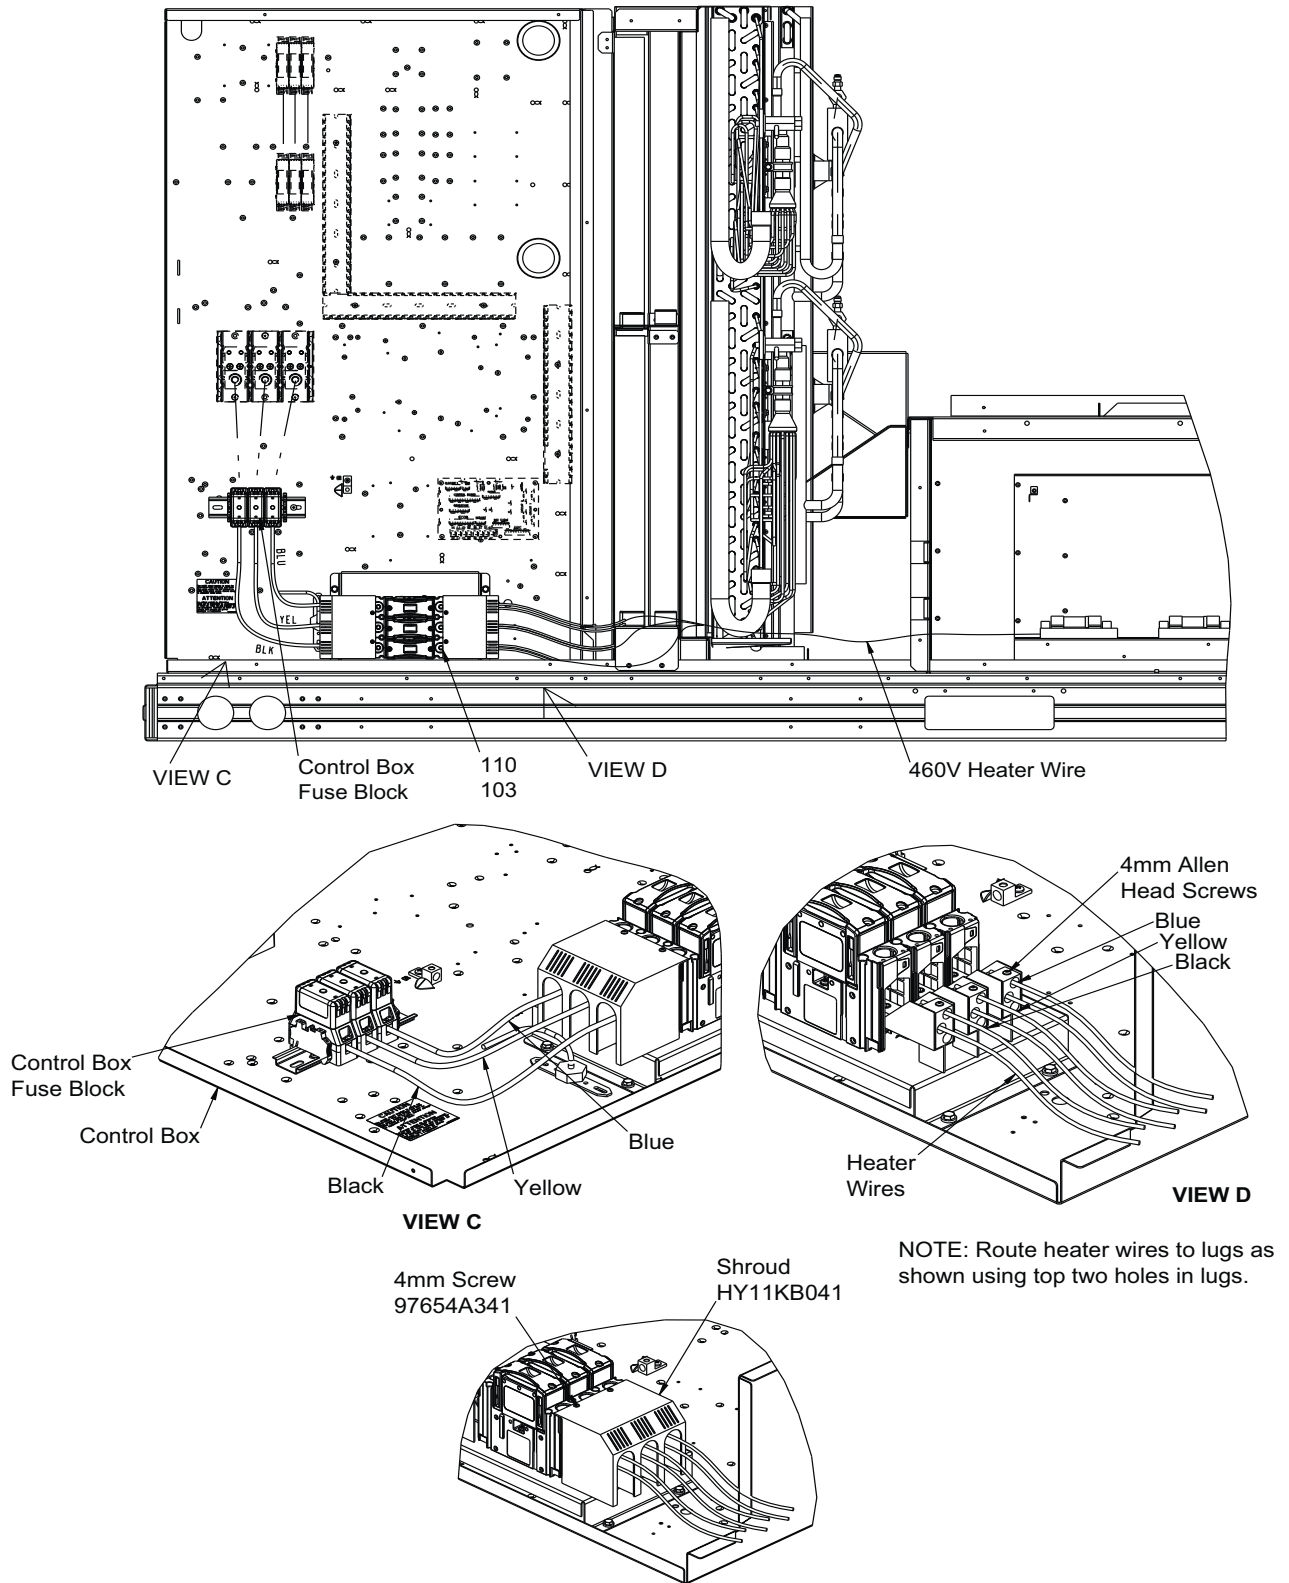 BLU
CAUTION
ATTENTION
YEL
BLK
VIEW C
Control Box
Fuse Block
110
103
VIEW D
460V Heater Wire
Control Box
Fuse Block
Control Box
CAUTION
ATTENTION
Black
Yellow
Blue
VIEW C
4mm Allen
Head Screws
Blue
Yellow
Black
Heater
Wires
VIEW D
NOTE: Route heater wires to lugs as
shown using top two holes in lugs.
4mm Screw
97654A341
Shroud
HY11KB041